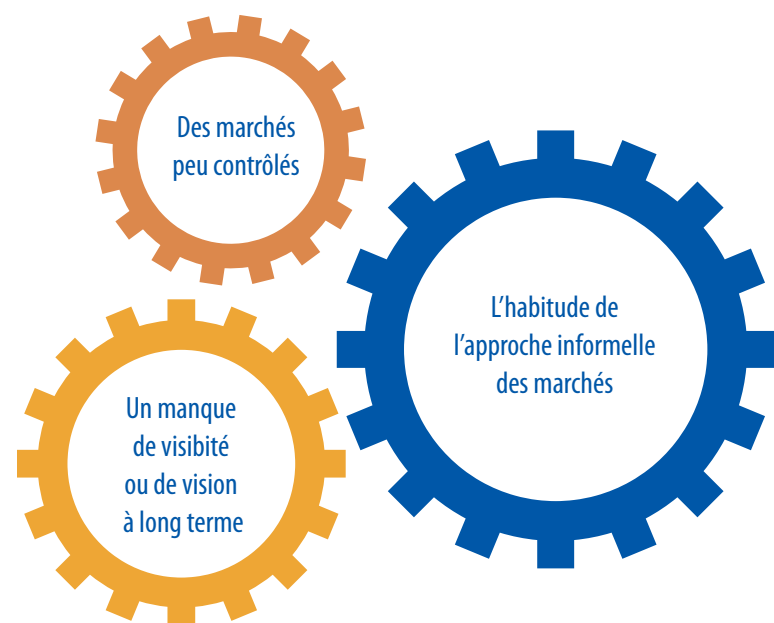 Des marchés
peu contrôlés
L’habitude de
l’approche informelle
des marchés
Un manque
de visibité
ou de vision
à long terme